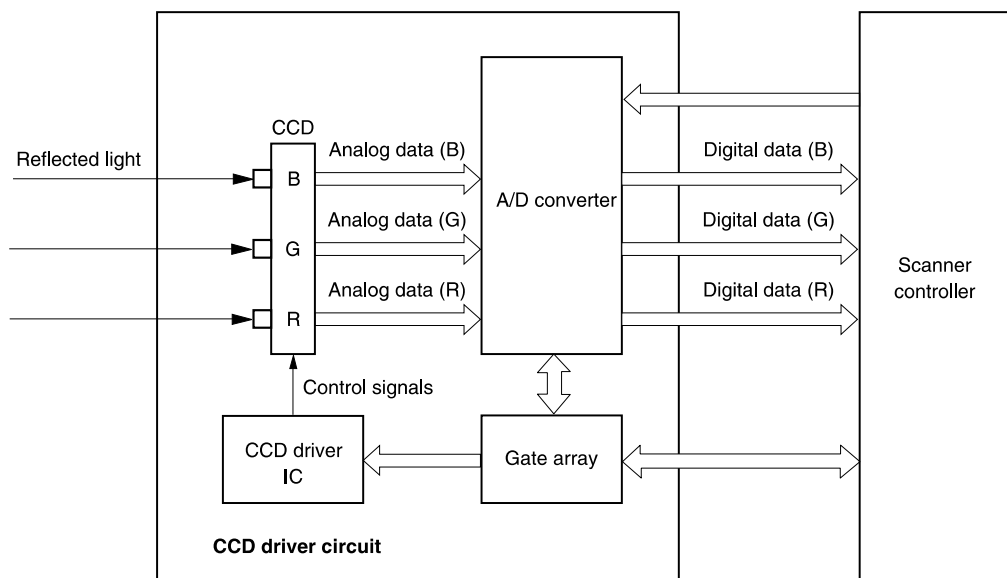 CCD
Reflected light
Analog data (B)
Digital data (B)
B
A/D converter
Analog data (G)
Digital data (G)
G
Scanner
controller
Analog data (R)
Digital data (R)
R
Control signals
CCD driver
IC
Gate array
CCD driver circuit